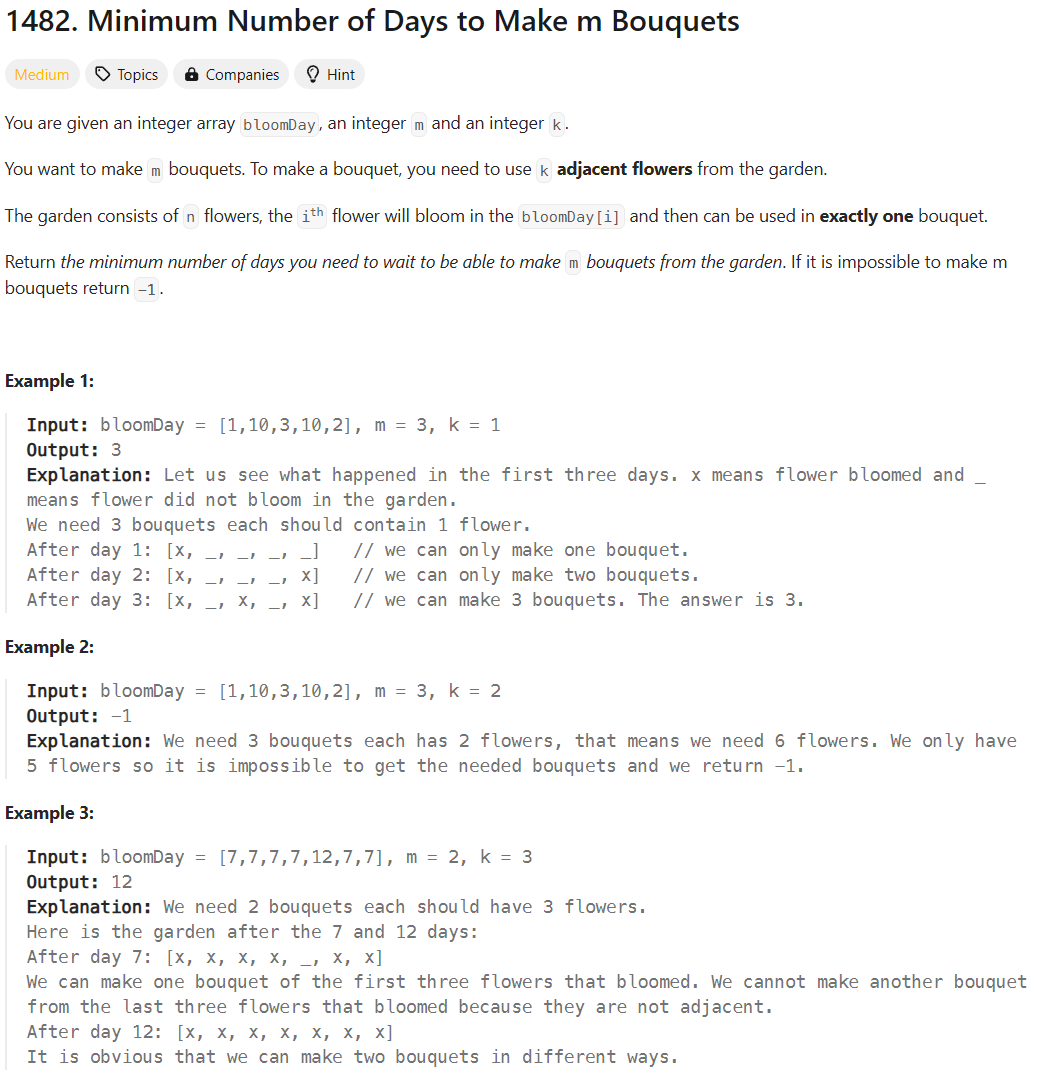 1482. Minimum Number of Days to Make m Bouquets
Medium Topics Companies Hint
You are given an integer array bloomDay, an integer m and an integer k.
You want to make m bouquets. To make a bouquet, you need to use k adjacent flowers from the garden.
The garden consists of n flowers, the ith flower will bloom in the bloomDay[i] and then can be used in exactly one bouquet.
Return the minimum number of days you need to wait to be able to make m bouquets from the garden. If it is impossible to make m
bouquets return -1.
Example 1:
Input: bloomDay = [1,10,3,10,2], m = 3, k = 1
Output: 3
Explanation: Let us see what happened in the first three days. x means flower bloomed and _
means flower did not bloom in the garden.
We need 3 bouquets each should contain 1 flower.
After day 1: [x, _, _, _, _]   // we can only make one bouquet.
After day 2: [x, _, _, _, x]   // we can only make two bouquets.
After day 3: [x, _, x, _, x]   // we can make 3 bouquets. The answer is 3.
Example 2:
Input: bloomDay = [1,10,3,10,2], m = 3, k = 2
Output: -1
Explanation: We need 3 bouquets each has 2 flowers, that means we need 6 flowers. We only have
5 flowers so it is impossible to get the needed bouquets and we return -1.
Example 3:
Input: bloomDay = [7,7,7,7,12,7,7], m = 2, k = 3
Output: 12
Explanation: We need 2 bouquets each should have 3 flowers.
Here is the garden after the 7 and 12 days:
After day 7: [x, x, x, x, _, x, x]
We can make one bouquet of the first three flowers that bloomed. We cannot make another bouquet
from the last three flowers that bloomed because they are not adjacent.
After day 12: [x, x, x, x, x, x, x]
It is obvious that we can make two bouquets in different ways.